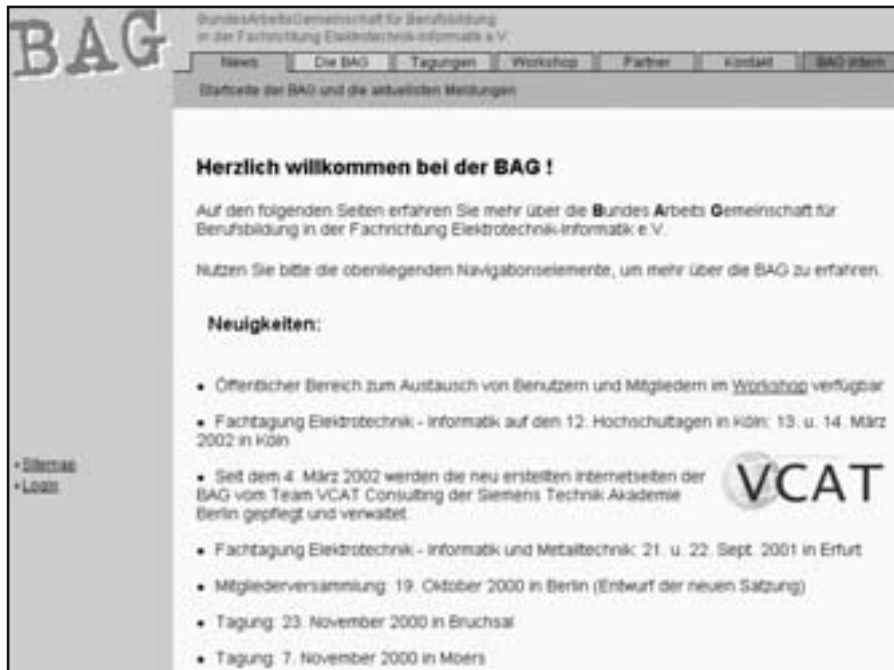 BAG
BundesArbeitsGemeinschaft für Berufsbildung
in der Fachrichtung Elektrotechnik-Informatik e.V.
News Die BAG Tagungen Workshop Partner Kontakt BAG intern
Startseite der BAG und die aktuellsten Meldungen
Herzlich willkommen bei der BAG !
Auf den folgenden Seiten erfahren Sie mehr über die Bundes Arbeits Gemeinschaft für
Berufsbildung in der Fachrichtung Elektrotechnik-Informatik e.V.
Nutzen Sie bitte die obenliegenden Navigabonselemente, um mehr über die BAG zu erfahren.
Neuigkeiten:
• Öffentlicher Bereich zum Austausch von Benutzern und Mitgliedern im Workshop verfügbar
• Fachtagung Elektrotechnik - Informatik auf den 12. Hochschultagen in Köln: 13. u. 14. März
2002 in Köln
• Seit dem 4. März 2002 werden die neu erstellten Internetseiten der
BAG vom Team VCAT Consulting der Siemens Technik Akademie
Berlin gepflegt und verwaltet
VCAT
• Fachtagung Elektrotechnik - Informatik und Metalltechnik: 21. u. 22. Sept. 2001 in Erfurt
• Mitgliederversammlung: 19. Oktober 2000 in Berlin (Entwurf der neuen Satzung)
• Tagung: 23. November 2000 in Bruchsal
• Tagung: 7. November 2000 in Moers
• Sitemap
• Login